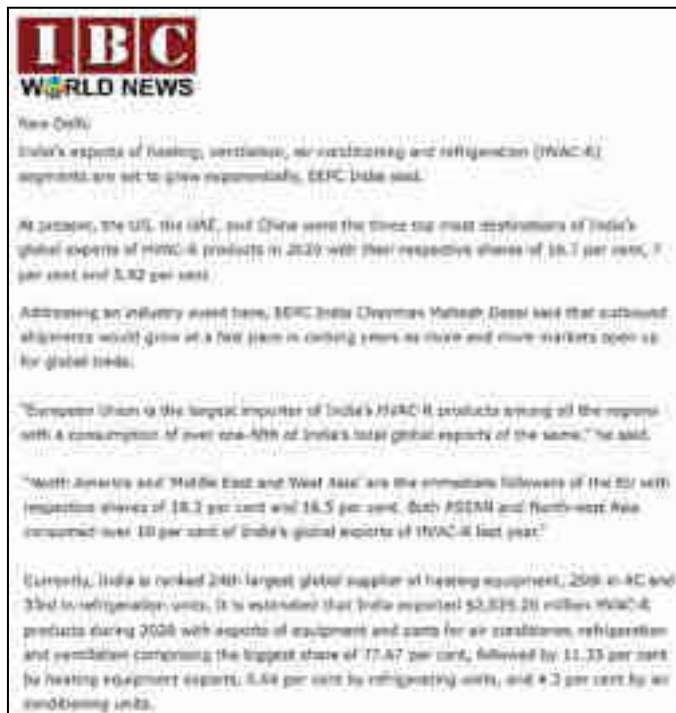 IBC
WORLD NEWS
New Delhi
India's exports of heating, ventilation, air conditioning and refrigeration (HVAC-R)
segments are set to grow exponentially, EEPC India said.
At present, the US, the UAE, and China were the three top most destinations of India's
global exports of HVAC-R products in 2020 with their respective shares of 16.7 per cent, 7
per cent and 5.92 per cent.
Addressing an industry event here, EEPC India Chairman Mahesh Desai said that outbound
shipments would grow at a fast pace in coming years as more and more markets open up
for global trade.
"European Union is the largest importer of India's HVAC-R products among all the regions
with a consumption of over one-fifth of India's total global exports of the same," he said.
"North America and 'Middle East and West Asia' are the immediate followers of the EU with
respective shares of 18.2 per cent and 16.5 per cent. Both ASEAN and North-east Asia
consumed over 10 per cent of India's global exports of HVAC-R last year."
Currently, India is ranked 24th largest global supplier of heating equipment, in AC and
33rd in refrigeration units. It is estimated that India exported million HVAC-R
products during 2020 with exports of equipment and parts for air conditioner, refrigeration
and ventilation comprising the biggest share of 77.67 per cent, followed by 11.33 per cent
by heating equipment exports, per cent by refrigerating units, and per cent by air
conditioning units.